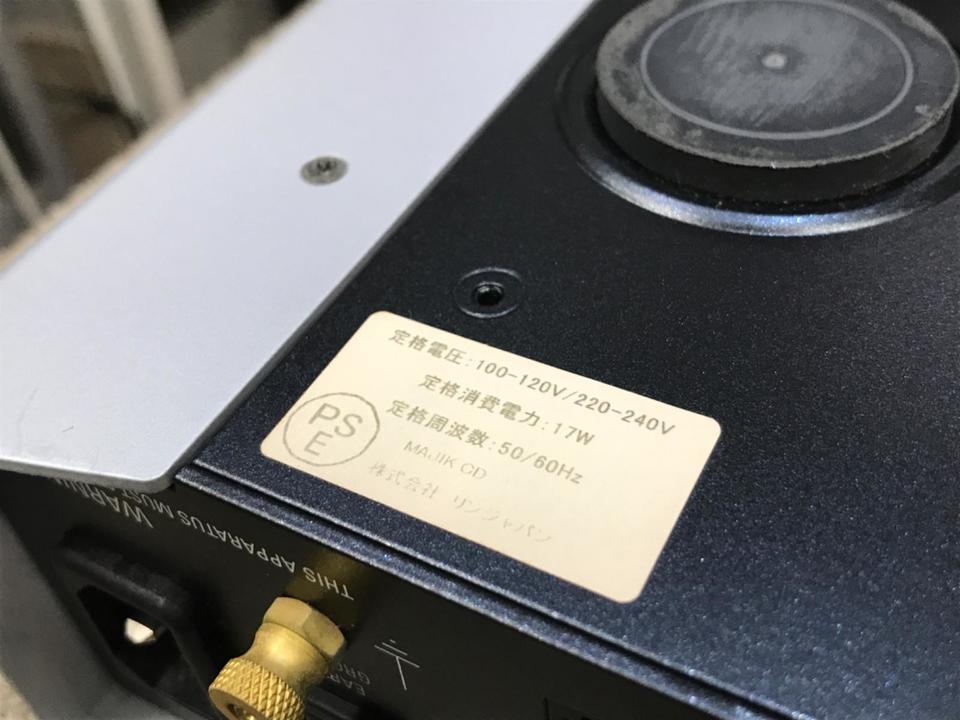 定格電圧:100-120V/220-240V
定格消費電力:17W
定格周波数:50/60Hz
PS
E
MAJIK CD
株式会社 リンジャパン
WARNING
THIS APPARATUS MUST